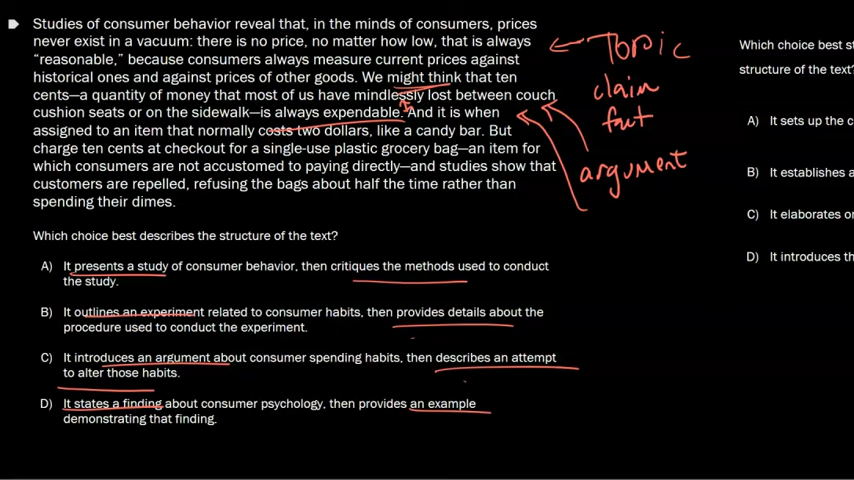 Studies of consumer behavior reveal that, in the minds of consumers, prices
never exist in a vacuum: there is no price, no matter how low, that is always
“reasonable,” because consumers always measure current prices against
historical ones and against prices of other goods. We might think that ten
cents—a quantity of money that most of us have mindlessly lost between couch
cushion seats or on the sidewalk—is always expendable. And it is when
assigned to an item that normally costs two dollars, like a candy bar. But
charge ten cents at checkout for a single-use plastic grocery bag—an item for
which consumers are not accustomed to paying directly—and studies show that
customers are repelled, refusing the bags about half the time rather than
spending their dimes.
Which choice best describes the structure of the text?
A) It presents a study of consumer behavior, then critiques the methods used to conduct
the study.
B) It outlines an experiment related to consumer habits, then provides details about the
procedure used to conduct the experiment.
C) It introduces an argument about consumer spending habits, then describes an attempt
to alter those habits.
D) It states a finding about consumer psychology, then provides an example
demonstrating that finding.
Topic
claim
fact
argument
Which choice best st
structure of the text?
A) It sets up the c
B) It establishes a
C) It elaborates or
D) It introduces th